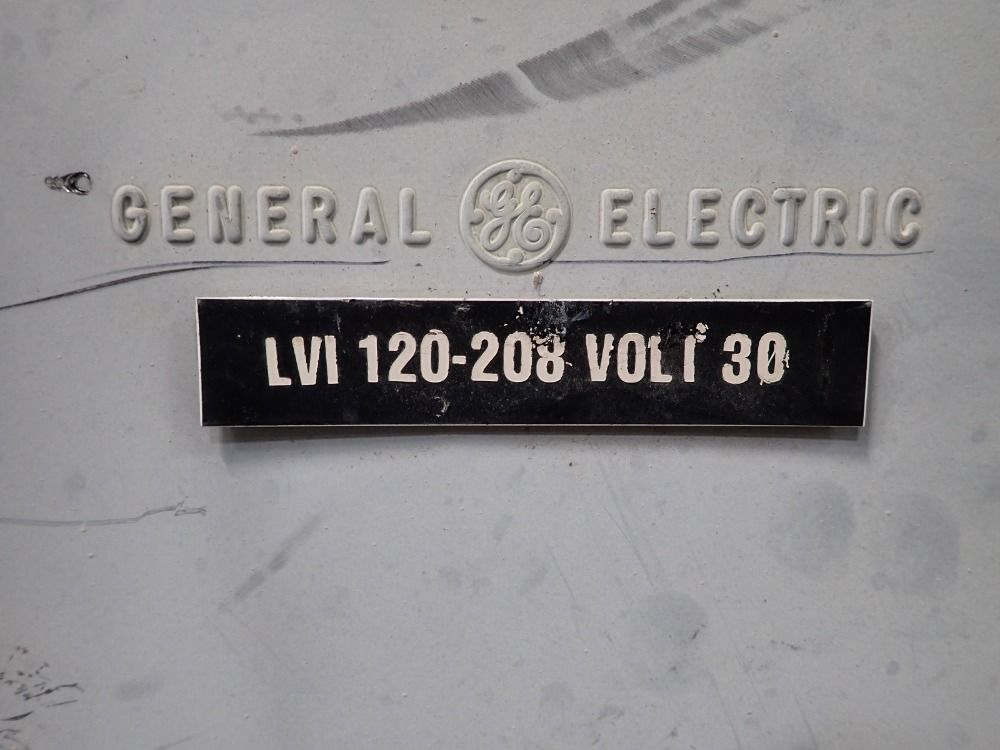 GENERAL GE ELECTRIC
LVI 120-208 VOLT 30